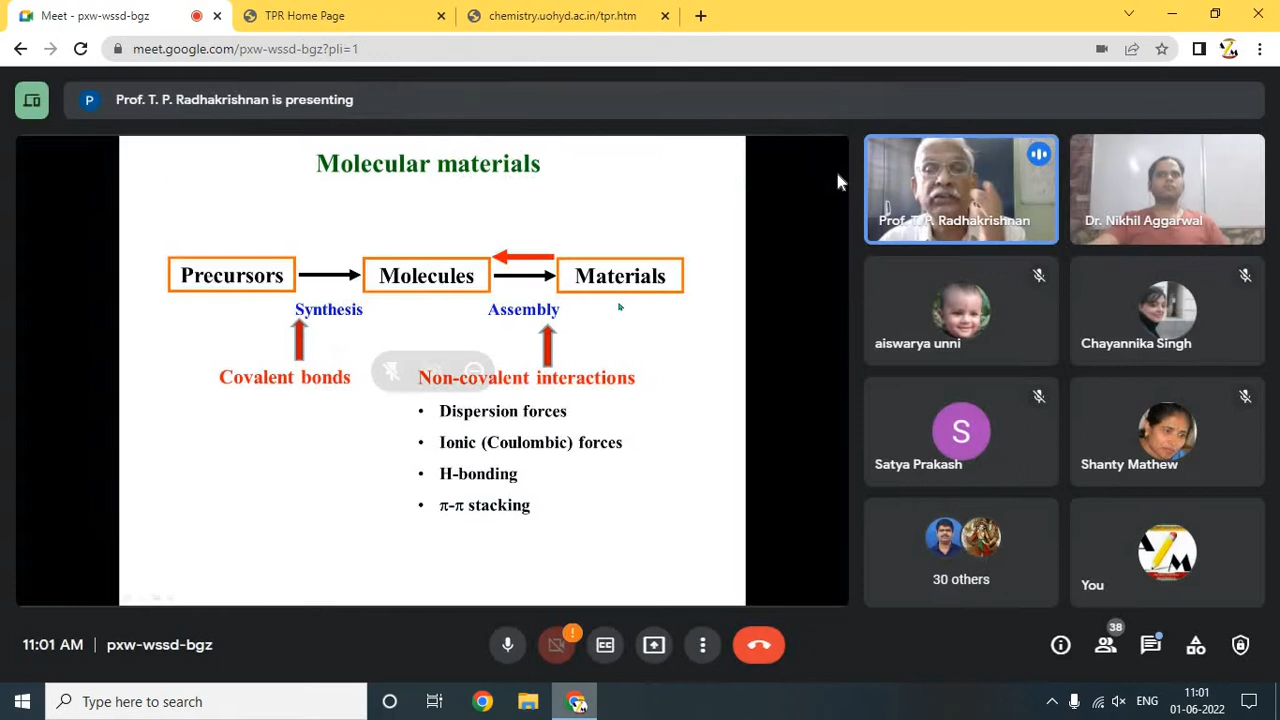 Meet - pxw-wssd-bgz
TPR Home Page
chemistry.uohyd.ac.in/tpr.htm
meet.google.com/pxw-wssd-bgz?pli=1
P
Prof. T. P. Radhakrishnan is presenting
Molecular materials
Precursors
Molecules
Materials
Synthesis
Assembly
Covalent bonds
Non-covalent interactions
• Dispersion forces
• Ionic (Coulombic) forces
• H-bonding
• π-π stacking
Prof. T. P. Radhakrishnan
Dr. Nikhil Aggarwal
aiswarya unni
Chayannika Singh
S
Satya Prakash
Shanty Mathew
30 others
You
11:01 AM | pxw-wssd-bgz
CC
38
Type here to search
ENG
11:01
01-06-2022